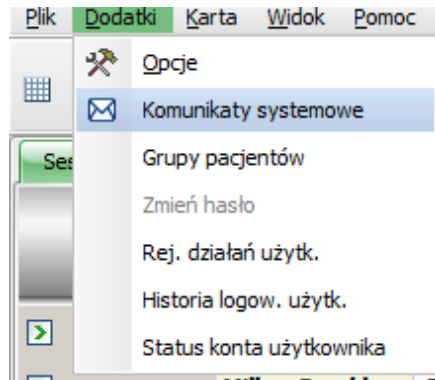 Plik Dodatki Karta Widok Pomoc
Opcje
Komunikaty systemowe
Ses
Grupy pacjentów
Zmień hasło
Rej. działań użytk.
Historia logow. użytk.
Status konta użytkownika